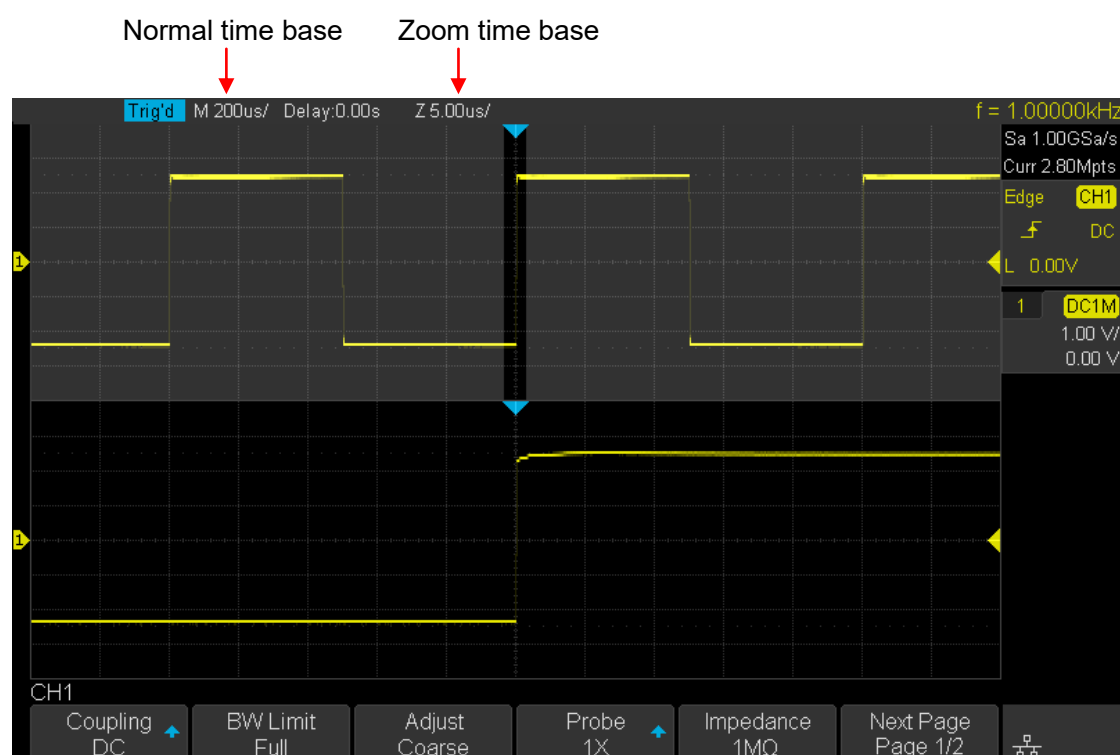 Normal time base Zoom time base
Trig'd M 200us/ Delay:0.00s Z 5.00us/ f = 1.00000kHz
Sa 1.00GSa/s
Curr 2.80Mpts
Edge CH1
DC
L 0.00V
1
1 DC1M
1.00 V/
0.00 V
1
CH1
Coupling BW Limit Adjust Probe Impedance Next Page
DC Full Coarse 1X 1MΩ Page 1/2